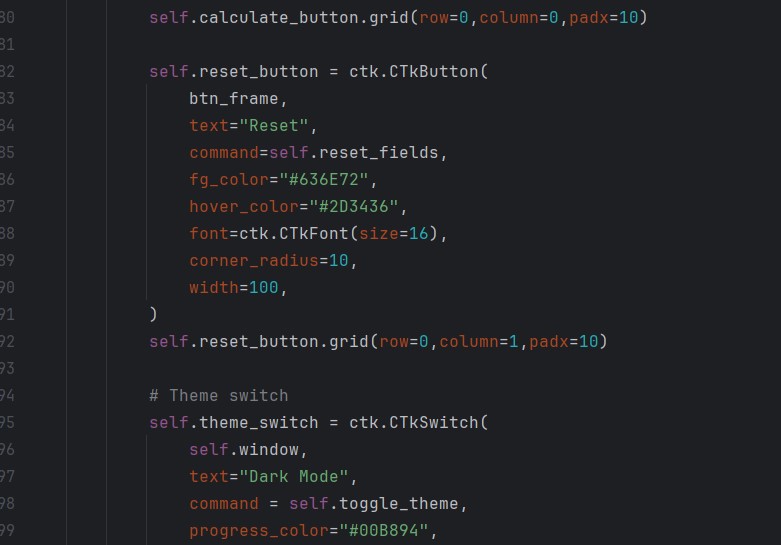 80 self.calculate_button.grid(row=0,column=0,padx=10)
81
82 self.reset_button = ctk.CTkButton(
83 btn_frame,
84 text="Reset",
85 command=self.reset_fields,
86 fg_color="#636E72",
87 hover_color="#2D3436",
88 font=ctk.CTkFont(size=16),
89 corner_radius=10,
90 width=100,
91 )
92 self.reset_button.grid(row=0,column=1,padx=10)
93
94 # Theme switch
95 self.theme_switch = ctk.CTkSwitch(
96 self.window,
97 text="Dark Mode",
98 command = self.toggle_theme,
99 progress_color="#00B894",